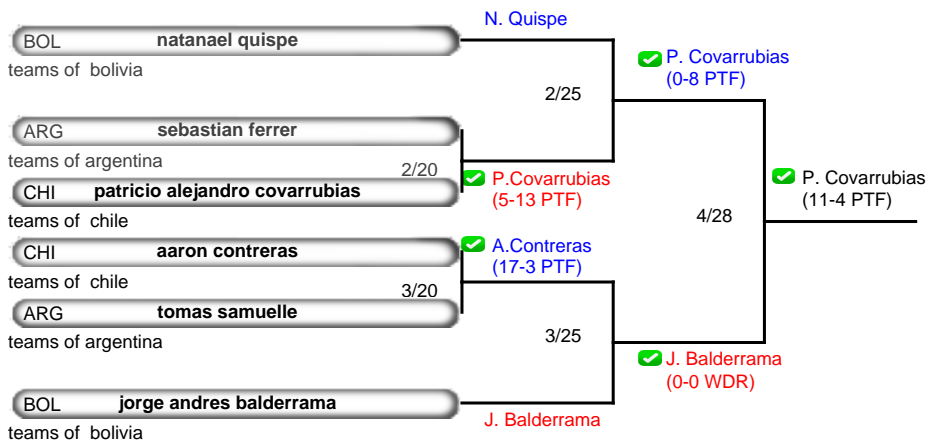 N. Quispe
BOL natanael quispe
teams of bolivia
P. Covarrubias
(0-8 PTF)
2/25
ARG sebastian ferrer
teams of argentina
2/20
CHI patricio alejandro covarrubias
teams of chile
P.Covarrubias
(5-13 PTF)
P. Covarrubias
(11-4 PTF)
4/28
CHI aaron contreras
teams of chile
A.Contreras
(17-3 PTF)
3/20
ARG tomas samuelle
teams of argentina
3/25
J. Balderrama
(0-0 WDR)
BOL jorge andres balderrama
teams of bolivia
J. Balderrama